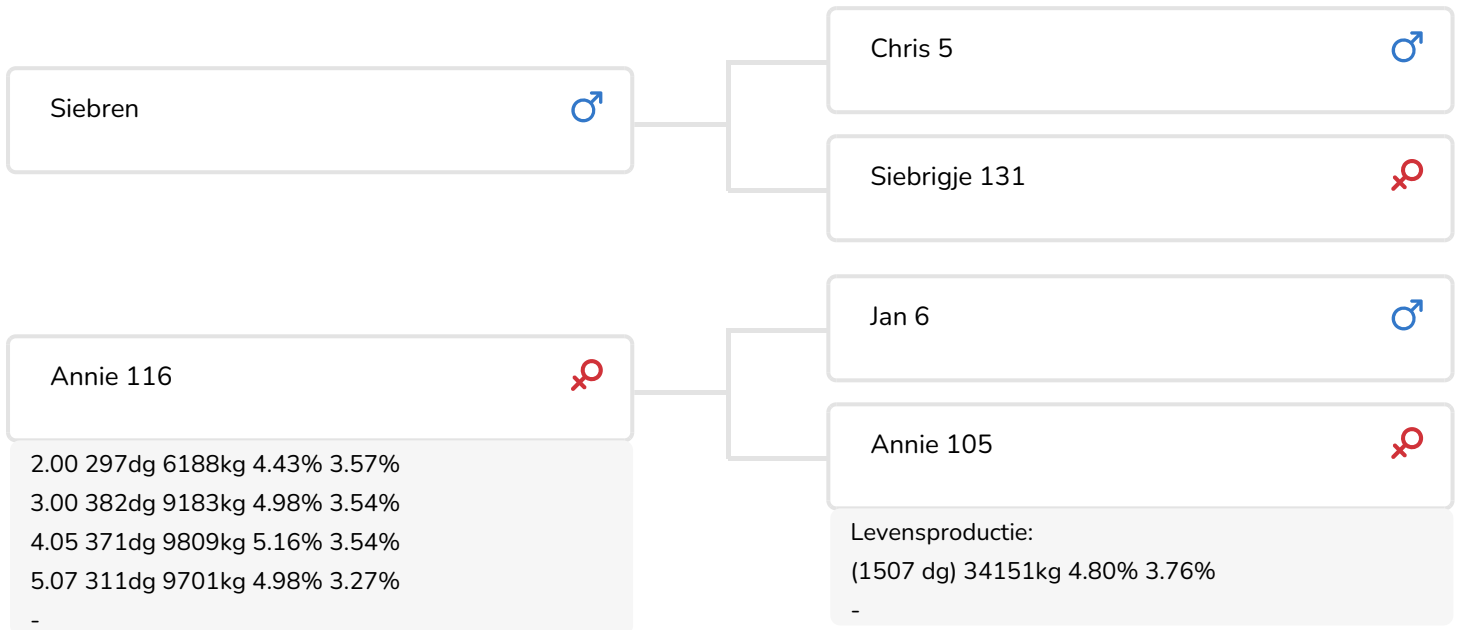 Siebren
Chris 5
Siebrigje 131
Annie 116
2.00 297dg 6188kg 4.43% 3.57%
3.00 382dg 9183kg 4.98% 3.54%
4.05 371dg 9809kg 5.16% 3.54%
5.07 311dg 9701kg 4.98% 3.27%
-
Jan 6
Annie 105
Levensproductie:
(1507 dg) 34151kg 4.80% 3.76%
-